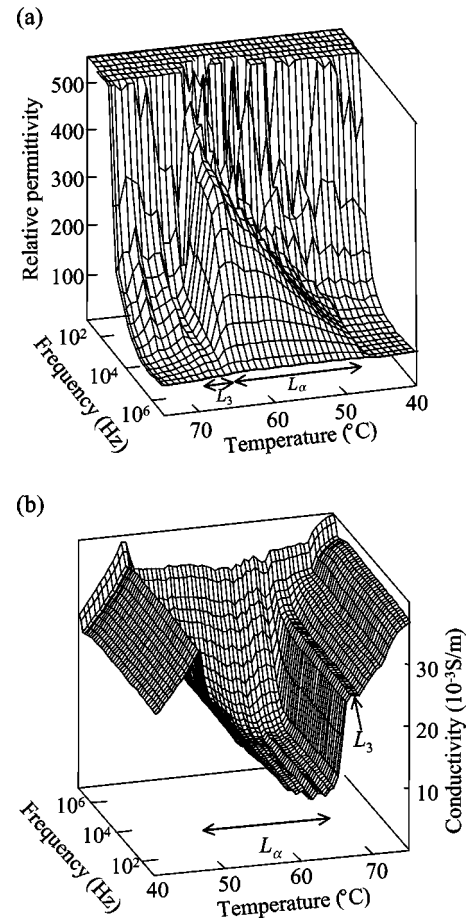 (a)
500
400
300
200
100
Relative permittivity
10²
10⁴
10⁶
Frequency (Hz)
L₃
Lα
70
60
50
40
Temperature (°C)
(b)
30
20
10
Conductivity (10⁻³S/m)
L₃
Lα
10⁶
10⁴
10²
Frequency (Hz)
40
50
60
70
Temperature (°C)